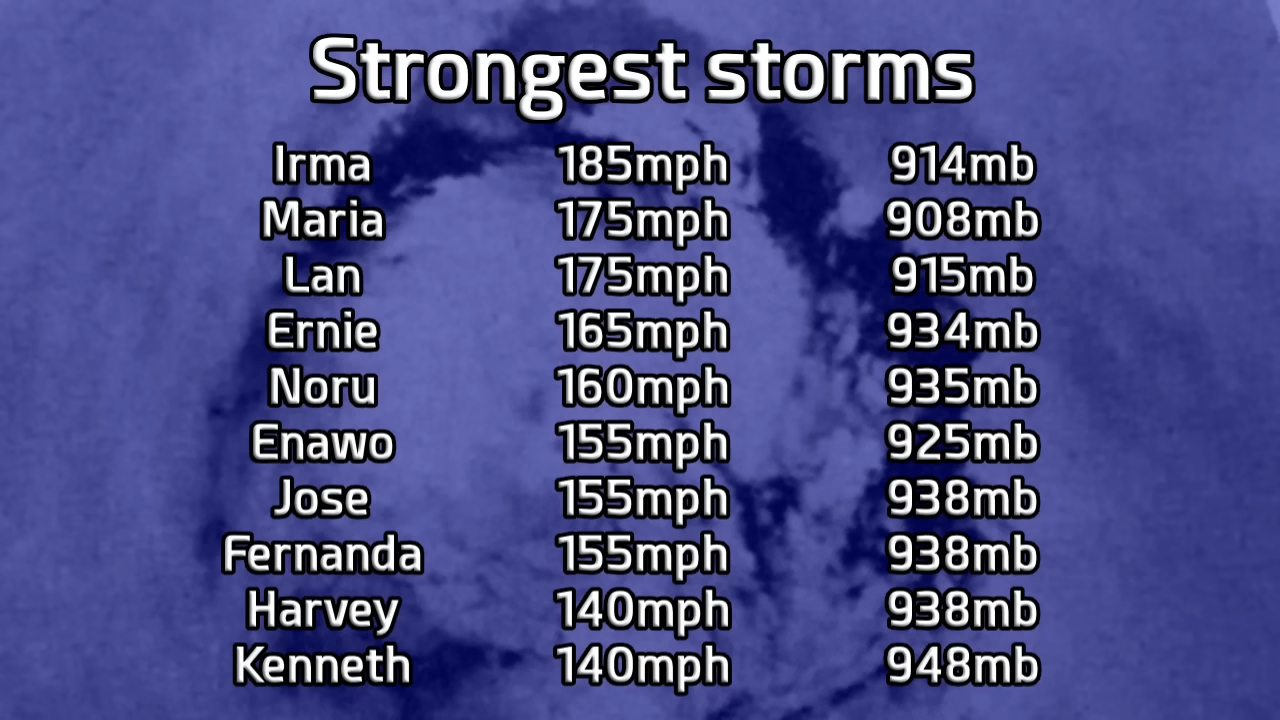 Strongest storms
Irma 185mph 914mb
Maria 175mph 908mb
Lan 175mph 915mb
Ernie 165mph 934mb
Noru 160mph 935mb
Enawo 155mph 925mb
Jose 155mph 938mb
Fernanda 155mph 938mb
Harvey 140mph 938mb
Kenneth 140mph 948mb